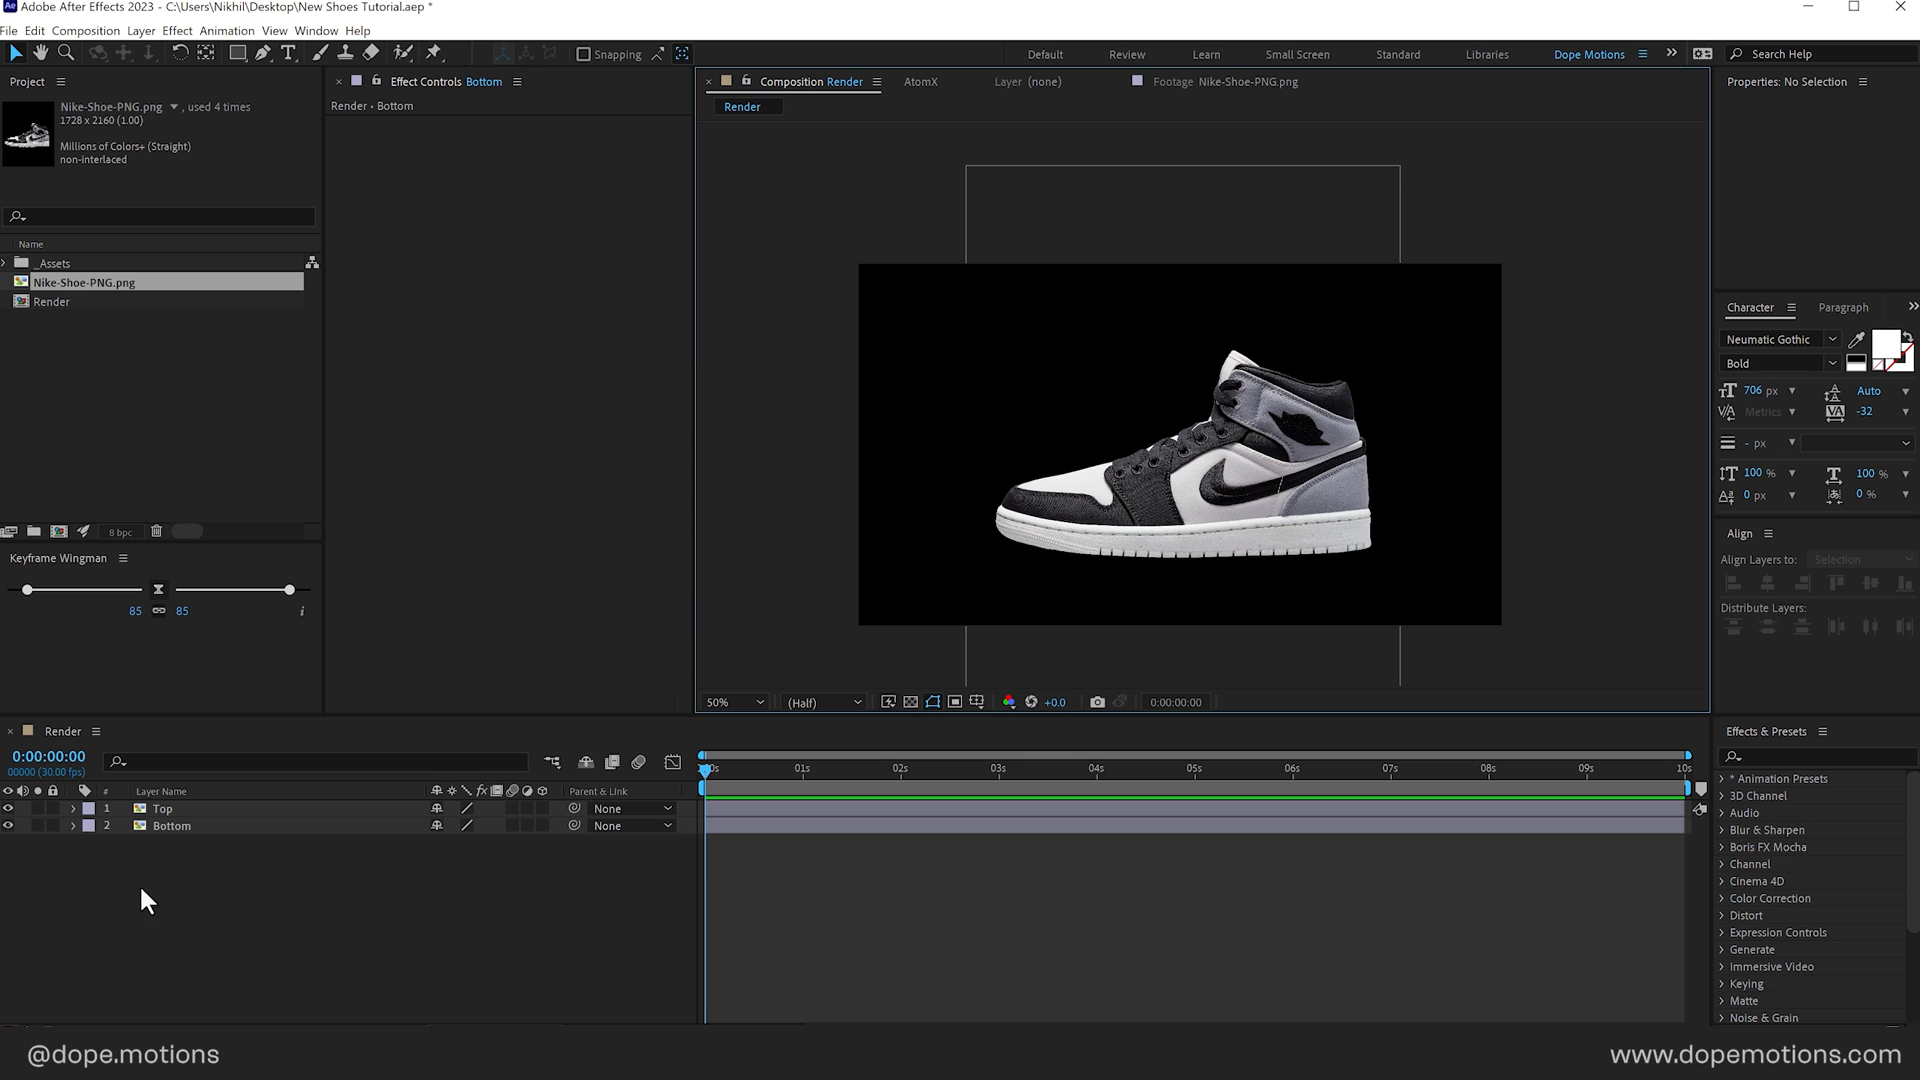 Ae Adobe After Effects 2023 - C:\Users\Nikhil\Desktop\New Shoes Tutorial.aep *
File Edit Composition Layer Effect Animation View Window Help
Snapping
Default Review Learn Small Screen Standard Libraries Dope Motions Search Help
Project
Nike-Shoe-PNG.png , used 4 times
1728 x 2160 (1.00)
Millions of Colors+ (Straight)
non-interlaced
Name
_Assets
Nike-Shoe-PNG.png
Render
8 bpc
Keyframe Wingman
85 85 i
Effect Controls Bottom
Render • Bottom
Composition Render AtomX Layer (none) Footage Nike-Shoe-PNG.png
Render
50% (Half) +0.0 0:00:00:00
Properties: No Selection
Character Paragraph
Neumatic Gothic
Bold
706 px Auto
Metrics -32
- px
100 % 100 %
0 px 0 %
Align
Align Layers to: Selection
Distribute Layers:
Render
0:00:00:00
00000 (30.00 fps)
# Layer Name fx Parent & Link
1 Top None
2 Bottom None
01s 02s 03s 04s 05s 06s 07s 08s 09s 10s
Effects & Presets
* Animation Presets
3D Channel
Audio
Blur & Sharpen
Boris FX Mocha
Channel
Cinema 4D
Color Correction
Distort
Expression Controls
Generate
Immersive Video
Keying
Matte
Noise & Grain
@dope.motions
www.dopemotions.com